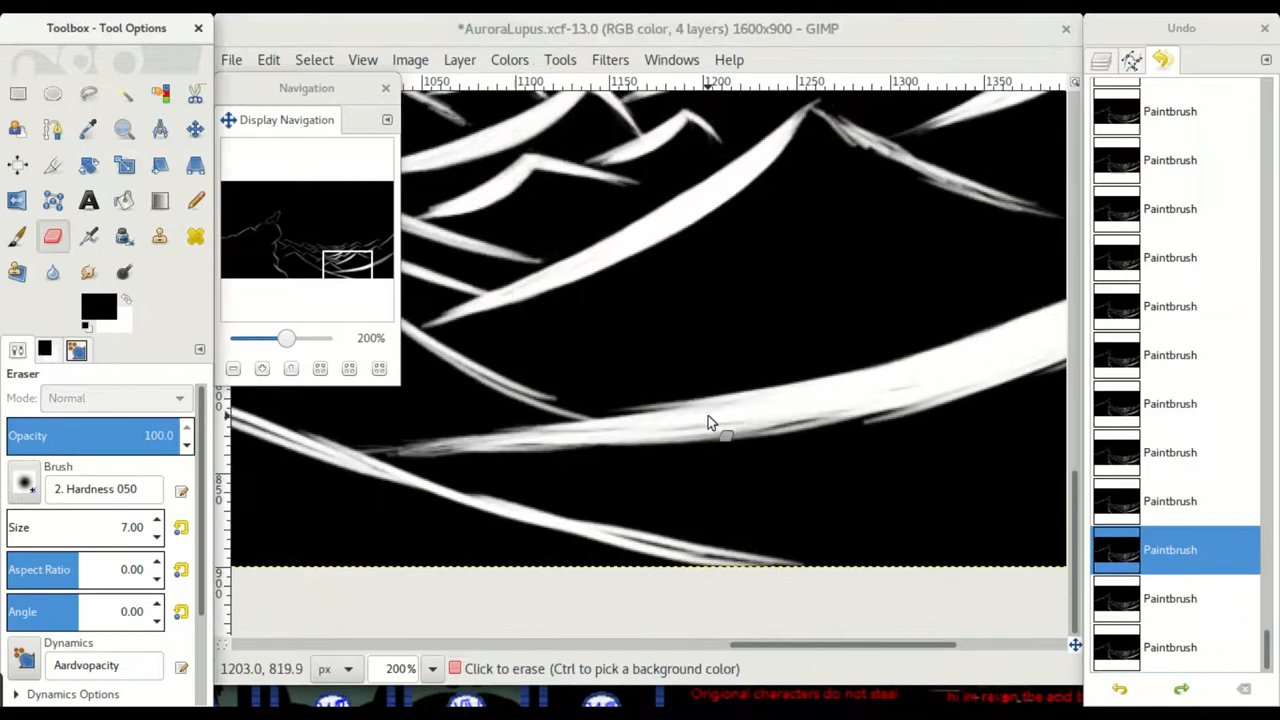 Toolbox - Tool Options
*AuroraLupus.xcf-13.0 (RGB color, 4 layers) 1600x900 – GIMP
Undo
File Edit Select View Image Layer Colors Tools Filters Windows Help
Navigation
1050 1100 1150 1200 1250 1300 1350
Display Navigation
200%
Eraser
Mode: Normal
Opacity 100.0
Brush
2. Hardness 050
Size 7.00
Aspect Ratio 0.00
Angle 0.00
Dynamics
Aardvopacity
Dynamics Options
850
900
1203.0, 819.9 px 200% Click to erase (Ctrl to pick a background color)
Paintbrush
Paintbrush
Paintbrush
Paintbrush
Paintbrush
Paintbrush
Paintbrush
Paintbrush
Paintbrush
Paintbrush
Paintbrush
Paintbrush
Origional characters do not steal